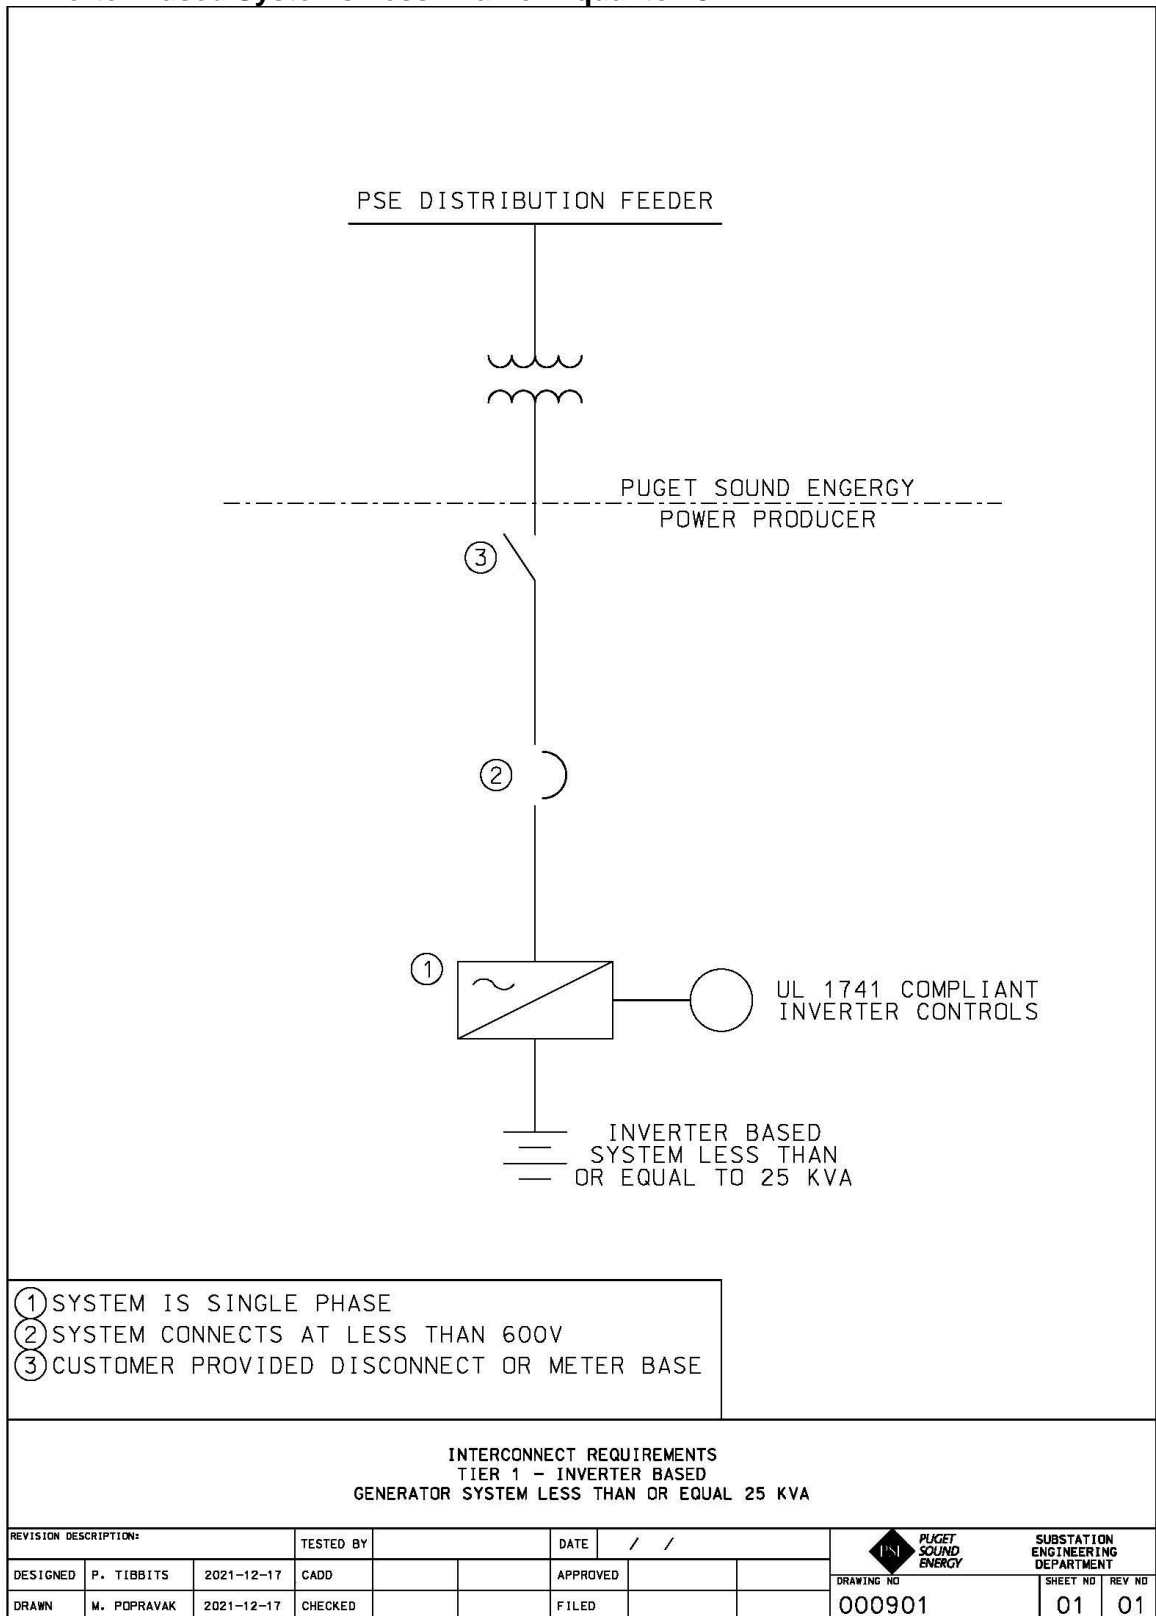 PSE DISTRIBUTION FEEDER
PUGET SOUND ENGERGY
POWER PRODUCER
3
2
1
UL 1741 COMPLIANT
INVERTER CONTROLS
INVERTER BASED
SYSTEM LESS THAN
OR EQUAL TO 25 KVA
1 SYSTEM IS SINGLE PHASE
2 SYSTEM CONNECTS AT LESS THAN 600V
3 CUSTOMER PROVIDED DISCONNECT OR METER BASE
INTERCONNECT REQUIREMENTS
TIER 1 - INVERTER BASED
GENERATOR SYSTEM LESS THAN OR EQUAL 25 KVA
REVISION DESCRIPTION:
TESTED BY
DATE / /
DESIGNED P. TIBBITS 2021-12-17 CADD APPROVED
DRAWN M. POPRAVAK 2021-12-17 CHECKED FILED
PSE
PUGET
SOUND
ENERGY
SUBSTATION
ENGINEERING
DEPARTMENT
DRAWING NO SHEET NO REV NO
000901 01 01